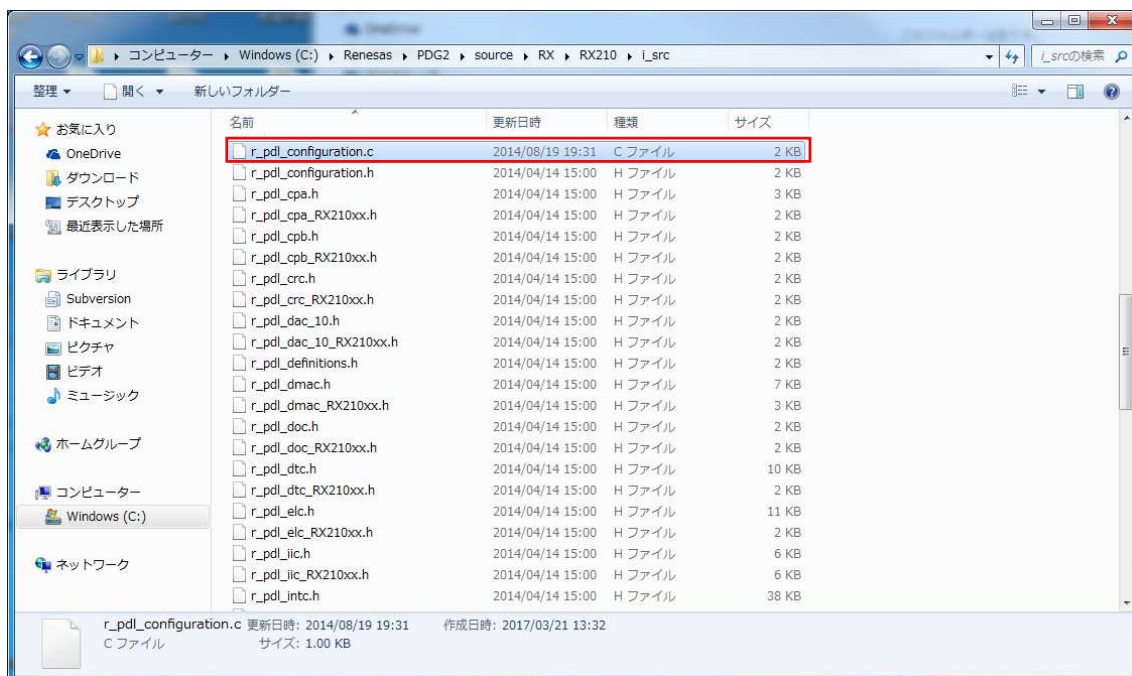 コンピューター ▸ Windows (C:) ▸ Renesas ▸ PDG2 ▸ source ▸ RX ▸ RX210 ▸ i_src
i_srcの検索
整理 開く 新しいフォルダー
お気に入り
OneDrive
ダウンロード
デスクトップ
最近表示した場所
ライブラリ
Subversion
ドキュメント
ピクチャ
ビデオ
ミュージック
ホームグループ
コンピューター
Windows (C:)
ネットワーク
名前 更新日時 種類 サイズ
r_pdl_configuration.c 2014/08/19 19:31 C ファイル 2 KB
r_pdl_configuration.h 2014/04/14 15:00 H ファイル 2 KB
r_pdl_cpa.h 2014/04/14 15:00 H ファイル 3 KB
r_pdl_cpa_RX210xx.h 2014/04/14 15:00 H ファイル 2 KB
r_pdl_cpb.h 2014/04/14 15:00 H ファイル 2 KB
r_pdl_cpb_RX210xx.h 2014/04/14 15:00 H ファイル 2 KB
r_pdl_crc.h 2014/04/14 15:00 H ファイル 2 KB
r_pdl_crc_RX210xx.h 2014/04/14 15:00 H ファイル 2 KB
r_pdl_dac_10.h 2014/04/14 15:00 H ファイル 2 KB
r_pdl_dac_10_RX210xx.h 2014/04/14 15:00 H ファイル 2 KB
r_pdl_definitions.h 2014/04/14 15:00 H ファイル 2 KB
r_pdl_dmac.h 2014/04/14 15:00 H ファイル 7 KB
r_pdl_dmac_RX210xx.h 2014/04/14 15:00 H ファイル 3 KB
r_pdl_doc.h 2014/04/14 15:00 H ファイル 2 KB
r_pdl_doc_RX210xx.h 2014/04/14 15:00 H ファイル 2 KB
r_pdl_dtc.h 2014/04/14 15:00 H ファイル 10 KB
r_pdl_dtc_RX210xx.h 2014/04/14 15:00 H ファイル 2 KB
r_pdl_elc.h 2014/04/14 15:00 H ファイル 11 KB
r_pdl_elc_RX210xx.h 2014/04/14 15:00 H ファイル 2 KB
r_pdl_iic.h 2014/04/14 15:00 H ファイル 6 KB
r_pdl_iic_RX210xx.h 2014/04/14 15:00 H ファイル 6 KB
r_pdl_intc.h 2014/04/14 15:00 H ファイル 38 KB
r_pdl_configuration.c 更新日時: 2014/08/19 19:31 作成日時: 2017/03/21 13:32
C ファイル サイズ: 1.00 KB